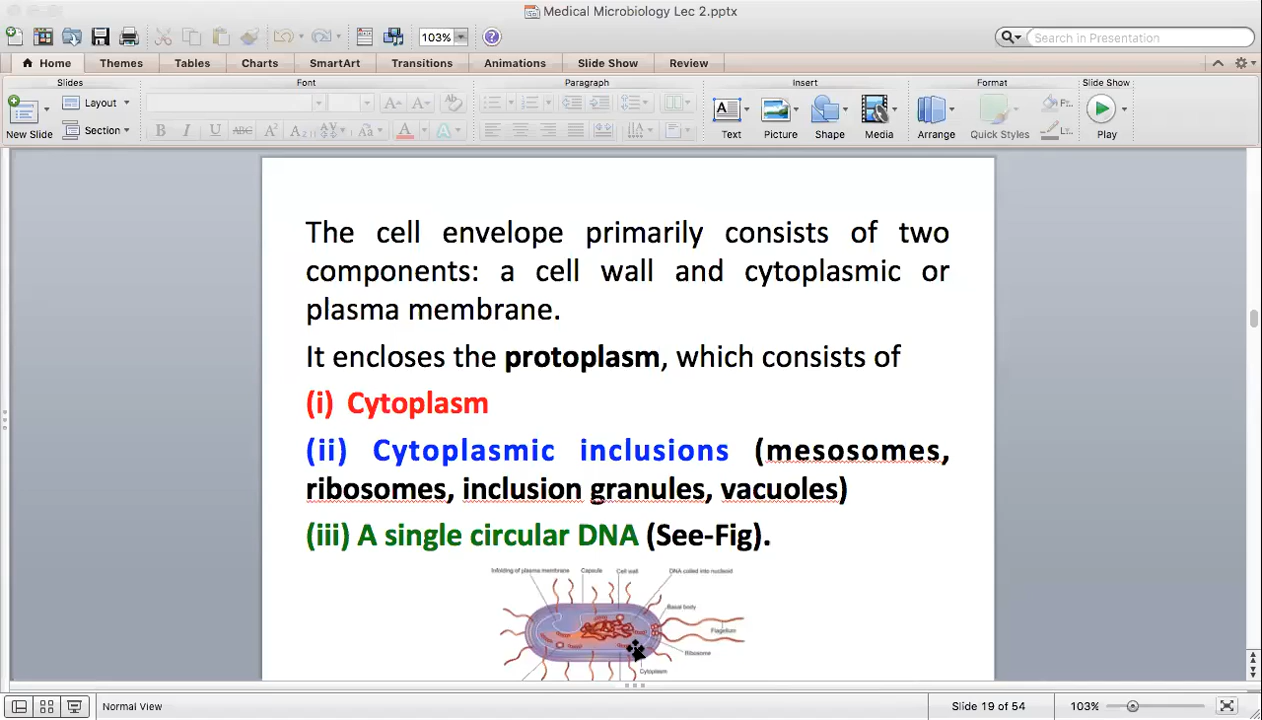 Medical Microbiology Lec 2.pptx
103%
Search in Presentation
Home Themes Tables Charts SmartArt Transitions Animations Slide Show Review
Slides Font Paragraph Insert Format Slide Show
Layout
New Slide Section
B I U ABC
Text Picture Shape Media Arrange Quick Styles Play
The cell envelope primarily consists of two
components: a cell wall and cytoplasmic or
plasma membrane.
It encloses the protoplasm, which consists of
(i) Cytoplasm
(ii) Cytoplasmic inclusions (mesosomes,
ribosomes, inclusion granules, vacuoles)
(iii) A single circular DNA (See-Fig).
Infolding of plasma membrane Capsule Cell wall DNA coiled into nucleoid
Basal body
Flagellum
Ribosome
Cytoplasm
Normal View Slide 19 of 54 103%